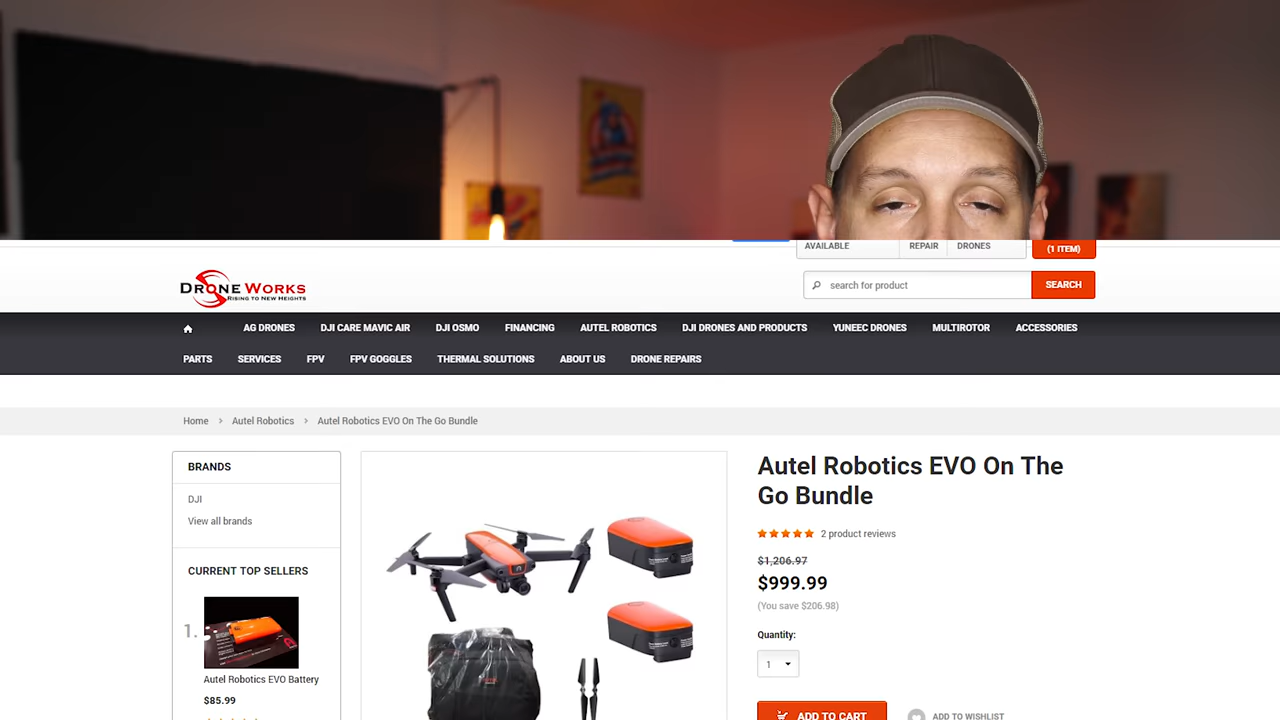 AVAILABLE
REPAIR
DRONES
(1 ITEM)
DRONE WORKS
RISING TO NEW HEIGHTS
search for product
SEARCH
AG DRONES
DJI CARE MAVIC AIR
DJI OSMO
FINANCING
AUTEL ROBOTICS
DJI DRONES AND PRODUCTS
YUNEEC DRONES
MULTIROTOR
ACCESSORIES
PARTS
SERVICES
FPV
FPV GOGGLES
THERMAL SOLUTIONS
ABOUT US
DRONE REPAIRS
Home > Autel Robotics > Autel Robotics EVO On The Go Bundle
BRANDS
DJI
View all brands
CURRENT TOP SELLERS
1.
Autel Robotics EVO Battery
$85.99
Autel Robotics EVO On The
Go Bundle
2 product reviews
$1,206.97
$999.99
(You save $206.98)
Quantity:
1
ADD TO CART
ADD TO WISHLIST